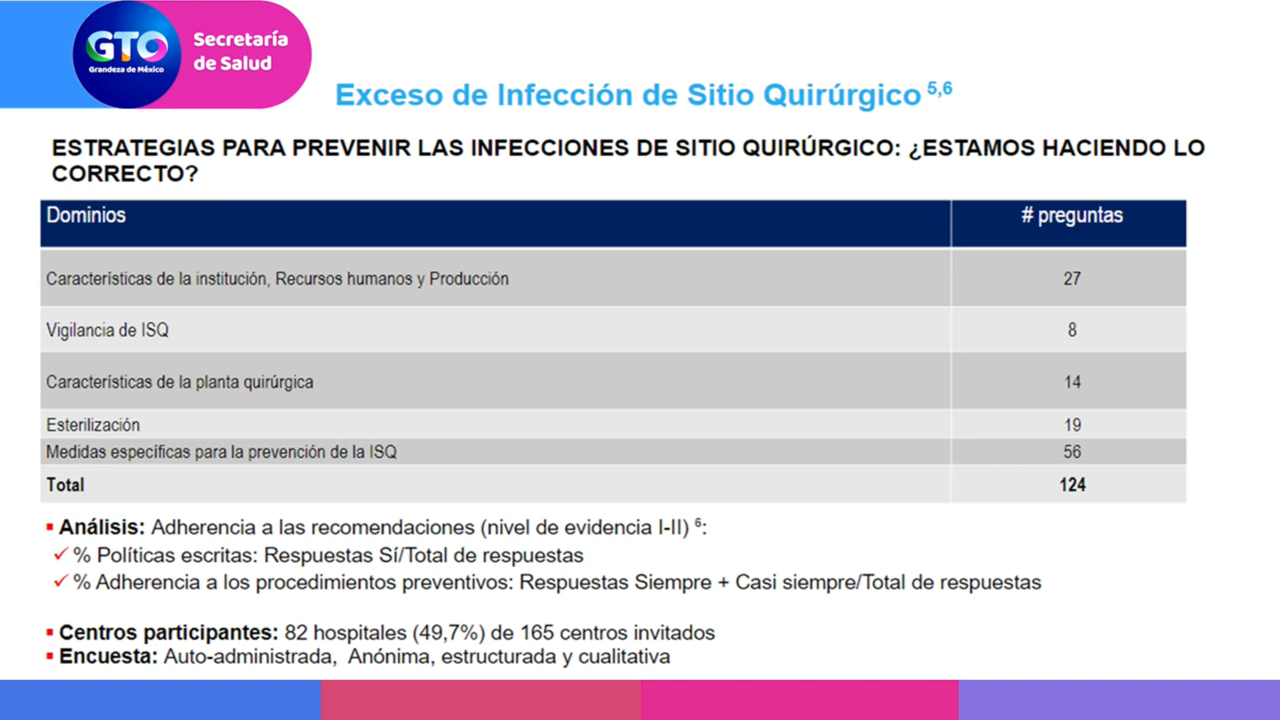 GTO
Grandeza de México
Secretaría
de Salud
Exceso de Infección de Sitio Quirúrgico 5,6
ESTRATEGIAS PARA PREVENIR LAS INFECCIONES DE SITIO QUIRÚRGICO: ¿ESTAMOS HACIENDO LO
CORRECTO?
Dominios # preguntas
Características de la institución, Recursos humanos y Producción 27
Vigilancia de ISQ 8
Características de la planta quirúrgica 14
Esterilización 19
Medidas específicas para la prevención de la ISQ 56
Total 124
▪ Análisis: Adherencia a las recomendaciones (nivel de evidencia I-II) 6:
✓ % Políticas escritas: Respuestas Sí/Total de respuestas
✓ % Adherencia a los procedimientos preventivos: Respuestas Siempre + Casi siempre/Total de respuestas
▪ Centros participantes: 82 hospitales (49,7%) de 165 centros invitados
▪ Encuesta: Auto-administrada, Anónima, estructurada y cualitativa